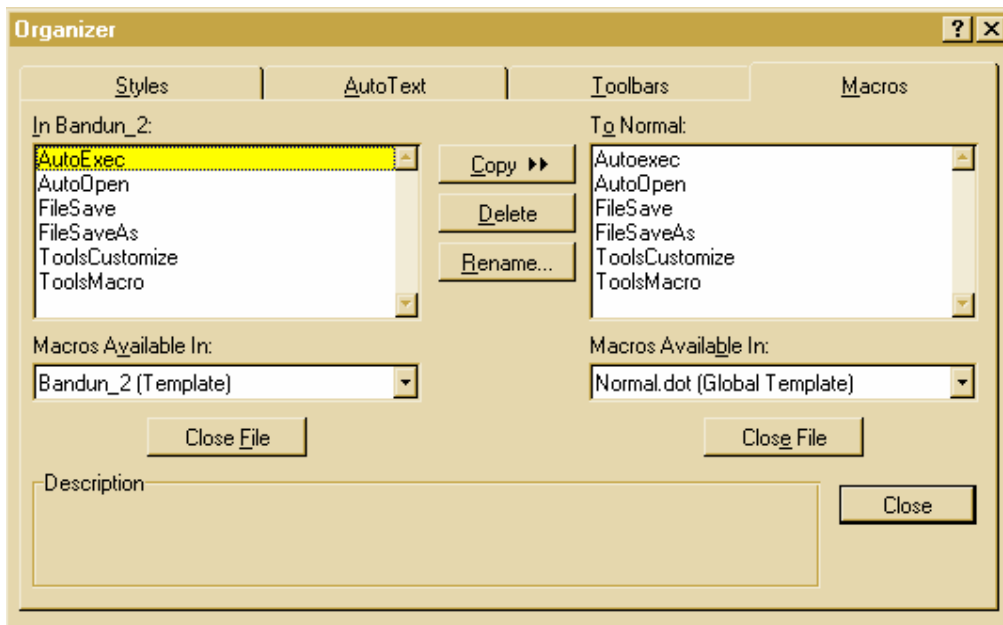 Organizer
Styles
AutoText
Toolbars
Macros
In Bandun_2:
AutoExec
AutoOpen
FileSave
FileSaveAs
ToolsCustomize
ToolsMacro
Copy
Delete
Rename...
To Normal:
Autoexec
AutoOpen
FileSave
FileSaveAs
ToolsCustomize
ToolsMacro
Macros Available In:
Bandun_2 (Template)
Close File
Macros Available In:
Normal.dot (Global Template)
Close File
Description
Close